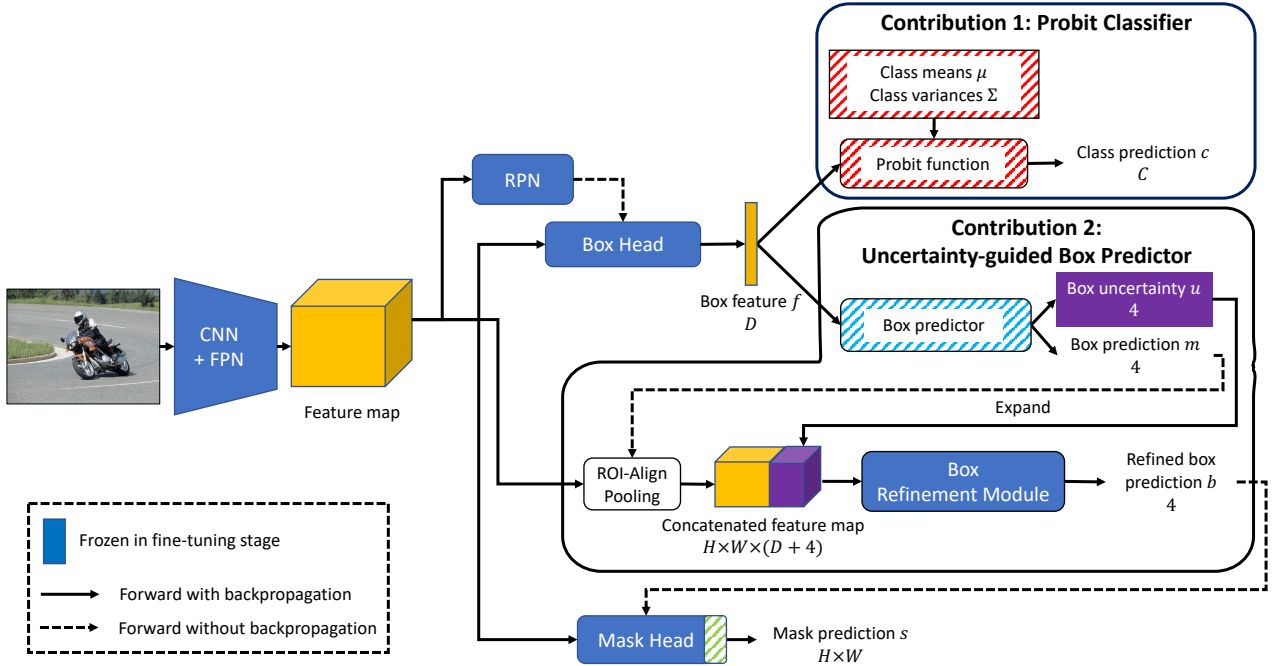 Contribution 1: Probit Classifier
Class means μ
Class variances Σ
Probit function
Class prediction c
C
RPN
Box Head
Box feature f
D
Contribution 2:
Uncertainty-guided Box Predictor
Box predictor
Box uncertainty u
4
Box prediction m
4
CNN
+ FPN
Feature map
Expand
ROI-Align
Pooling
Concatenated feature map
H×W×(D + 4)
Box
Refinement Module
Refined box
prediction b
4
Frozen in fine-tuning stage
Forward with backpropagation
Forward without backpropagation
Mask Head
Mask prediction s
H×W